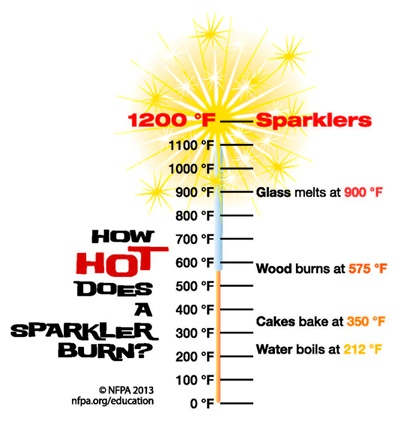 1200 °F Sparklers
1100 °F
1000 °F
900 °F Glass melts at 900 °F
800 °F
HOW
700 °F
HOT
600 °F Wood burns at 575 °F
DOES
500 °F
A
400 °F
Cakes bake at 350 °F
SPARKLER
300 °F
BURN?
200 °F Water boils at 212 °F
100 °F
© NFPA 2013
nfpa.org/education
0 °F